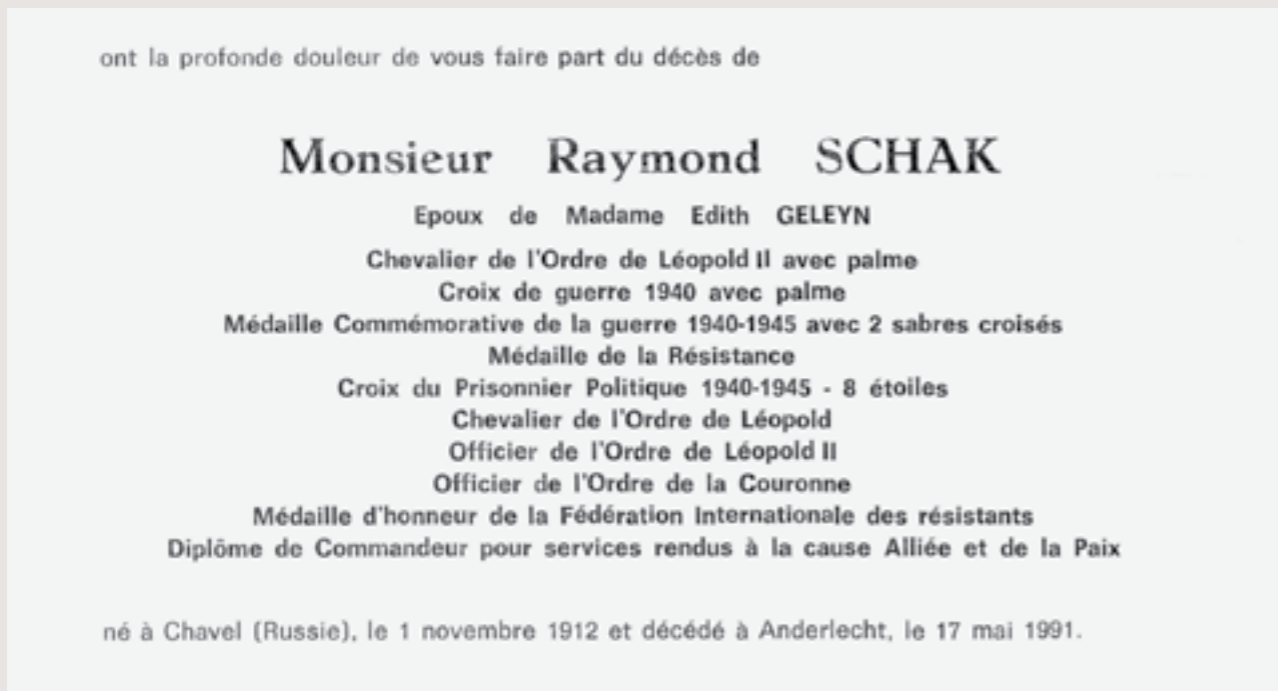 ont la profonde douleur de vous faire part du décès de
Monsieur Raymond SCHAK
Epoux de Madame Edith GELEYN
Chevalier de l'Ordre de Léopold II avec palme
Croix de guerre 1940 avec palme
Médaille Commémorative de la guerre 1940-1945 avec 2 sabres croisés
Médaille de la Résistance
Croix du Prisonnier Politique 1940-1945 - 8 étoiles
Chevalier de l'Ordre de Léopold
Officier de l'Ordre de Léopold II
Officier de l'Ordre de la Couronne
Médaille d'honneur de la Fédération Internationale des résistants
Diplôme de Commandeur pour services rendus à la cause Alliée et de la Paix
né à Chavel (Russie), le 1 novembre 1912 et décédé à Anderlecht, le 17 mai 1991.